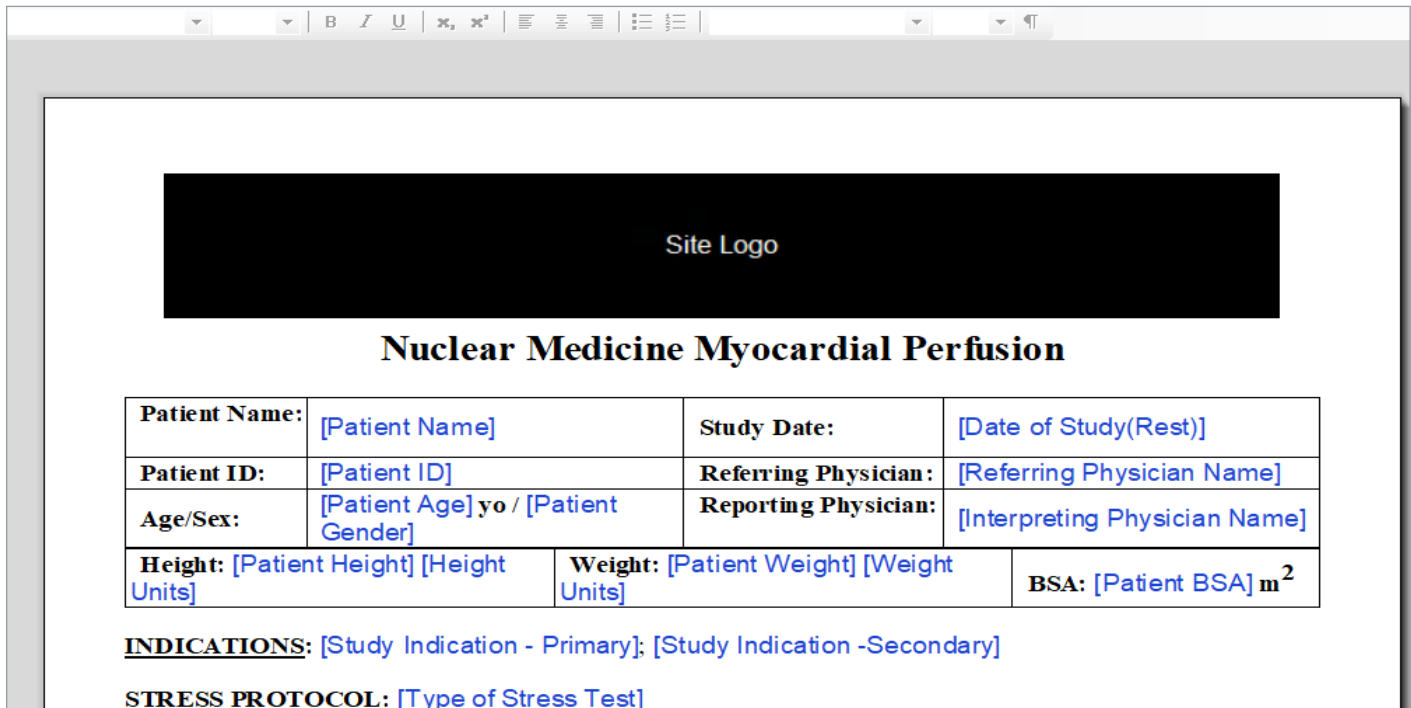 B I U x₂ x² ¶
Site Logo
Nuclear Medicine Myocardial Perfusion
Patient Name: [Patient Name] Study Date: [Date of Study(Rest)]
Patient ID: [Patient ID] Referring Physician: [Referring Physician Name]
Age/Sex: [Patient Age] yo / [Patient
Gender] Reporting Physician: [Interpreting Physician Name]
Height: [Patient Height] [Height
Units] Weight: [Patient Weight] [Weight
Units] BSA: [Patient BSA] m²
INDICATIONS: [Study Indication - Primary]; [Study Indication -Secondary]
STRESS PROTOCOL: [Type of Stress Test]